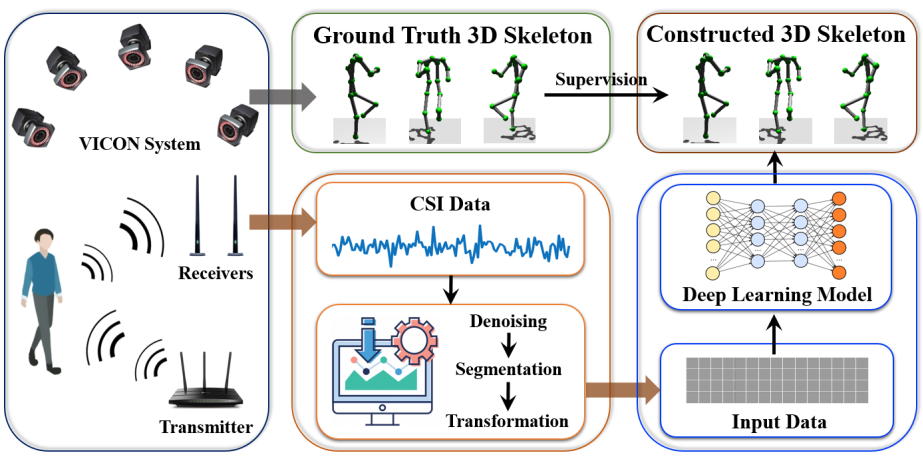 VICON System
Receivers
Transmitter
Ground Truth 3D Skeleton
Supervision
Constructed 3D Skeleton
CSI Data
Denoising
Segmentation
Transformation
Deep Learning Model
Input Data